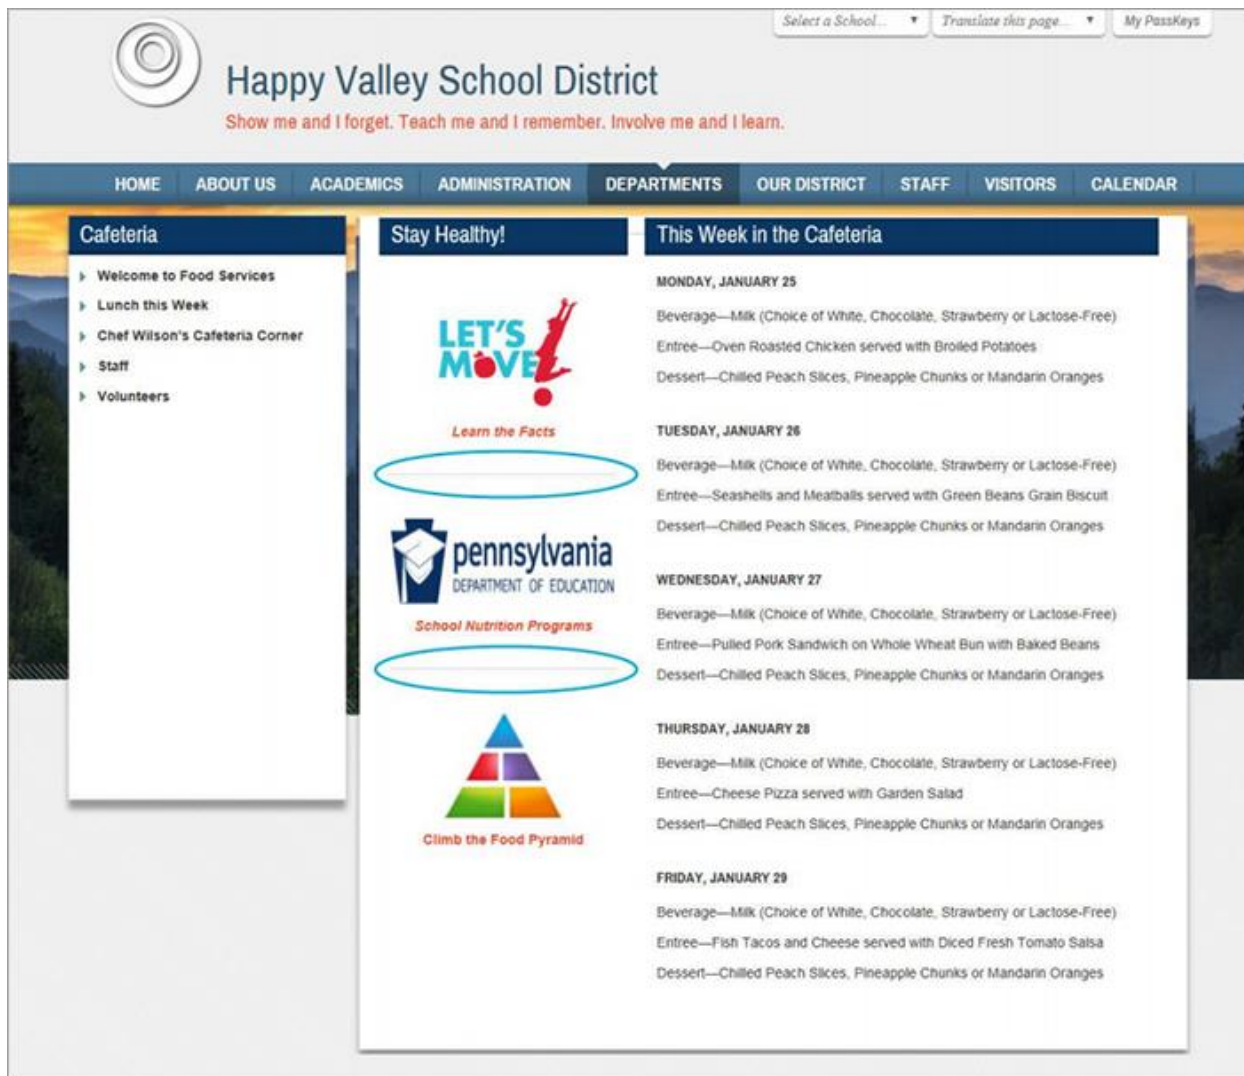 Select a School...
Translate this page...
My PassKeys
Happy Valley School District
Show me and I forget. Teach me and I remember. Involve me and I learn.
HOME
ABOUT US
ACADEMICS
ADMINISTRATION
DEPARTMENTS
OUR DISTRICT
STAFF
VISITORS
CALENDAR
Cafeteria
Welcome to Food Services
Lunch this Week
Chef Wilson's Cafeteria Corner
Staff
Volunteers
Stay Healthy!
LET'S
MOVE!
Learn the Facts
pennsylvania
DEPARTMENT OF EDUCATION
School Nutrition Programs
Climb the Food Pyramid
This Week in the Cafeteria
MONDAY, JANUARY 25
Beverage—Milk (Choice of White, Chocolate, Strawberry or Lactose-Free)
Entree—Oven Roasted Chicken served with Broiled Potatoes
Dessert—Chilled Peach Slices, Pineapple Chunks or Mandarin Oranges
TUESDAY, JANUARY 26
Beverage—Milk (Choice of White, Chocolate, Strawberry or Lactose-Free)
Entree—Seashells and Meatballs served with Green Beans Grain Biscuit
Dessert—Chilled Peach Slices, Pineapple Chunks or Mandarin Oranges
WEDNESDAY, JANUARY 27
Beverage—Milk (Choice of White, Chocolate, Strawberry or Lactose-Free)
Entree—Pulled Pork Sandwich on Whole Wheat Bun with Baked Beans
Dessert—Chilled Peach Slices, Pineapple Chunks or Mandarin Oranges
THURSDAY, JANUARY 28
Beverage—Milk (Choice of White, Chocolate, Strawberry or Lactose-Free)
Entree—Cheese Pizza served with Garden Salad
Dessert—Chilled Peach Slices, Pineapple Chunks or Mandarin Oranges
FRIDAY, JANUARY 29
Beverage—Milk (Choice of White, Chocolate, Strawberry or Lactose-Free)
Entree—Fish Tacos and Cheese served with Diced Fresh Tomato Salsa
Dessert—Chilled Peach Slices, Pineapple Chunks or Mandarin Oranges